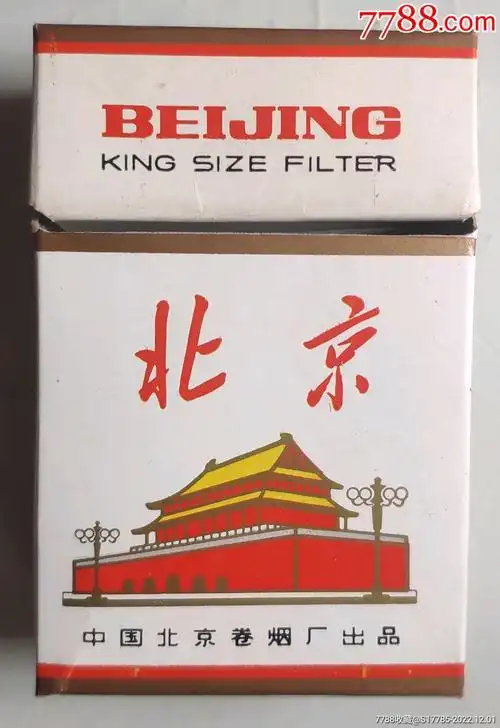 7788.com
BEIJING
KING SIZE FILTER
北京
中国北京卷烟厂出品
7788收藏@S17785-2022.12.01